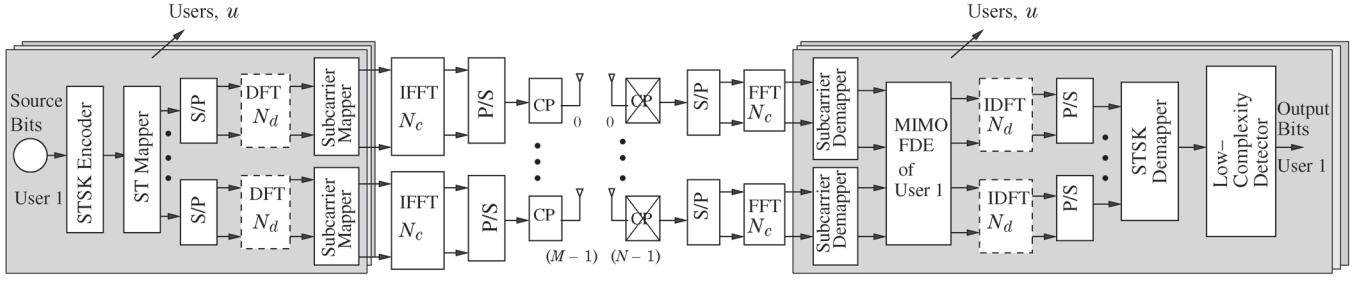 Users, u
Users, u
Source
Bits
User 1
STSK Encoder
ST Mapper
S/P
DFT
N_d
Subcarrier
Mapper
IFFT
N_c
P/S
CP
0
0
CP
S/P
FFT
N_c
Subcarrier
Demapper
MIMO
FDE
of
User 1
IDFT
N_d
P/S
STSK
Demapper
Low–
Complexity
Detector
Output
Bits
User 1
S/P
DFT
N_d
Subcarrier
Mapper
IFFT
N_c
P/S
CP
(M – 1)
(N – 1)
CP
S/P
FFT
N_c
Subcarrier
Demapper
IDFT
N_d
P/S